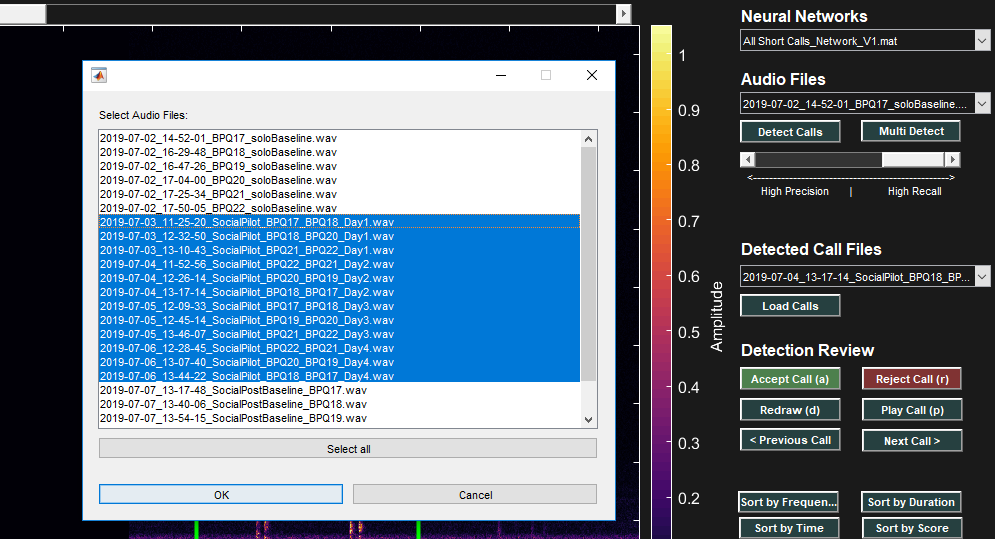 Select Audio Files:
2019-07-02_14-52-01_BPQ17_soloBaseline.wav
2019-07-02_16-29-48_BPQ18_soloBaseline.wav
2019-07-02_16-47-26_BPQ19_soloBaseline.wav
2019-07-02_17-04-00_BPQ20_soloBaseline.wav
2019-07-02_17-25-34_BPQ21_soloBaseline.wav
2019-07-02_17-50-05_BPQ22_soloBaseline.wav
2019-07-03_11-25-20_SocialPilot_BPQ17_BPQ18_Day1.wav
2019-07-03_12-32-50_SocialPilot_BPQ18_BPQ20_Day1.wav
2019-07-03_13-10-43_SocialPilot_BPQ21_BPQ22_Day1.wav
2019-07-04_11-52-56_SocialPilot_BPQ22_BPQ21_Day2.wav
2019-07-04_12-26-14_SocialPilot_BPQ20_BPQ19_Day2.wav
2019-07-04_13-17-14_SocialPilot_BPQ18_BPQ17_Day2.wav
2019-07-05_12-09-33_SocialPilot_BPQ17_BPQ18_Day3.wav
2019-07-05_12-45-14_SocialPilot_BPQ19_BPQ20_Day3.wav
2019-07-05_13-46-07_SocialPilot_BPQ21_BPQ22_Day3.wav
2019-07-06_12-28-45_SocialPilot_BPQ22_BPQ21_Day4.wav
2019-07-06_13-07-40_SocialPilot_BPQ20_BPQ19_Day4.wav
2019-07-06_13-44-22_SocialPilot_BPQ18_BPQ17_Day4.wav
2019-07-07_13-17-48_SocialPostBaseline_BPQ17.wav
2019-07-07_13-40-06_SocialPostBaseline_BPQ18.wav
2019-07-07_13-54-15_SocialPostBaseline_BPQ19.wav
Select all
OK Cancel
1
0.9
0.8
0.7
0.6
0.5
0.4
0.3
0.2
Amplitude
Neural Networks
All Short Calls_Network_V1.mat
Audio Files
2019-07-02_14-52-01_BPQ17_soloBaseline....
Detect Calls Multi Detect
<-------------------------------------------------->
High Precision | High Recall
Detected Call Files
2019-07-04_13-17-14_SocialPilot_BPQ18_BP...
Load Calls
Detection Review
Accept Call (a) Reject Call (r)
Redraw (d) Play Call (p)
< Previous Call Next Call >
Sort by Frequen... Sort by Duration
Sort by Time Sort by Score